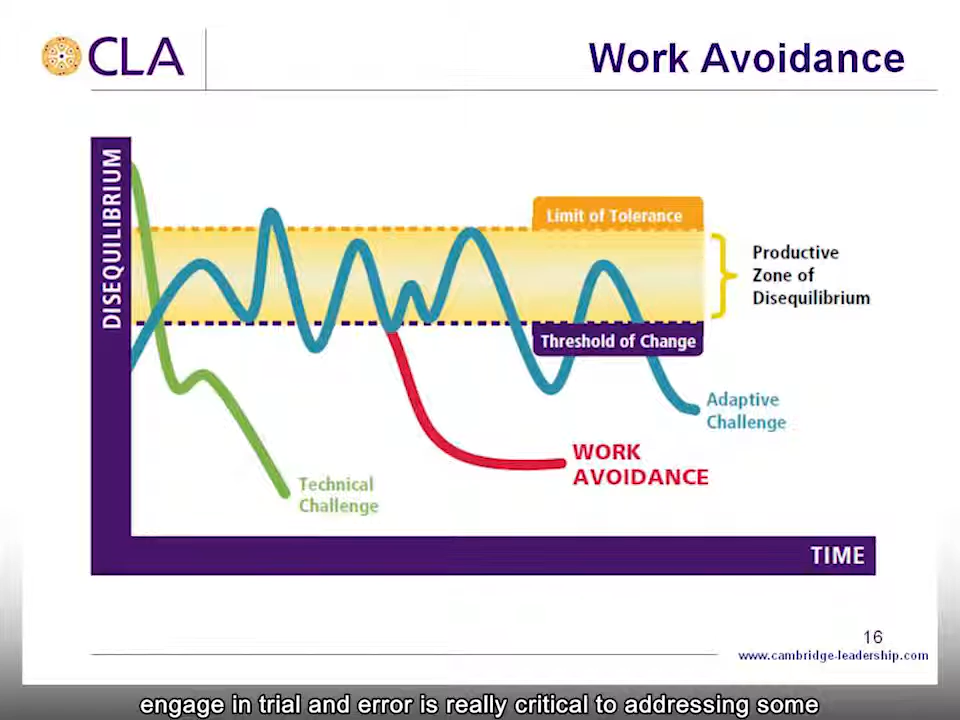 CLA
Work Avoidance
DISEQUILIBRIUM
Limit of Tolerance
Productive
Zone of
Disequilibrium
Threshold of Change
Adaptive
Challenge
WORK
AVOIDANCE
Technical
Challenge
TIME
16
www.cambridge-leadership.com
engage in trial and error is really critical to addressing some